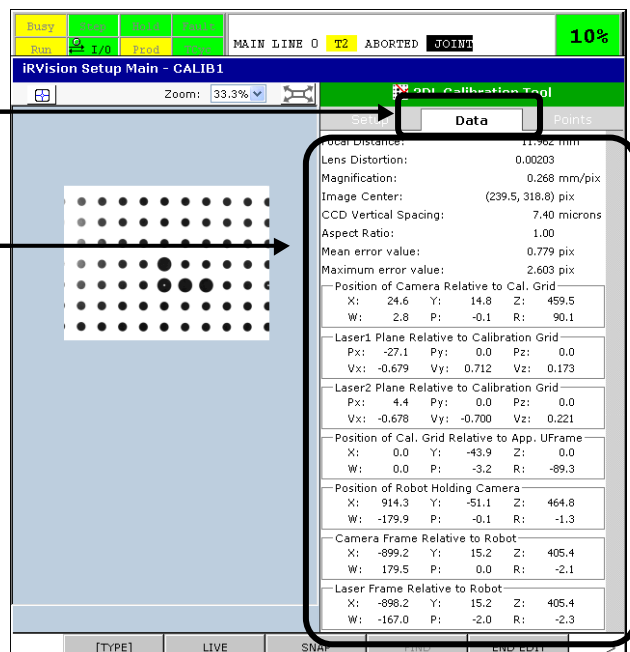 Busy Step Hold Fault
Run I/O Prod TCyc
MAIN LINE 0 T2 ABORTED JOINT
10%
iRVision Setup Main - CALIB1
Zoom: 33.3%
3DL Calibration Tool
Setup Data Points
Focal Distance: 11.962 mm
Lens Distortion: 0.00203
Magnification: 0.268 mm/pix
Image Center: (239.5, 318.8) pix
CCD Vertical Spacing: 7.40 microns
Aspect Ratio: 1.00
Mean error value: 0.779 pix
Maximum error value: 2.603 pix
Position of Camera Relative to Cal. Grid
X: 24.6 Y: 14.8 Z: 459.5
W: 2.8 P: -0.1 R: 90.1
Laser1 Plane Relative to Calibration Grid
Px: -27.1 Py: 0.0 Pz: 0.0
Vx: -0.679 Vy: 0.712 Vz: 0.173
Laser2 Plane Relative to Calibration Grid
Px: 4.4 Py: 0.0 Pz: 0.0
Vx: -0.678 Vy: -0.700 Vz: 0.221
Position of Cal. Grid Relative to App. UFrame
X: 0.0 Y: -43.9 Z: 0.0
W: 0.0 P: -3.2 R: -89.3
Position of Robot Holding Camera
X: 914.3 Y: -51.1 Z: 464.8
W: -179.9 P: -0.1 R: -1.3
Camera Frame Relative to Robot
X: -899.2 Y: 15.2 Z: 405.4
W: 179.5 P: 0.0 R: -2.1
Laser Frame Relative to Robot
X: -898.2 Y: 15.2 Z: 405.4
W: -167.0 P: -2.0 R: -2.3
[TYPE] LIVE SNAP FIND END EDIT >